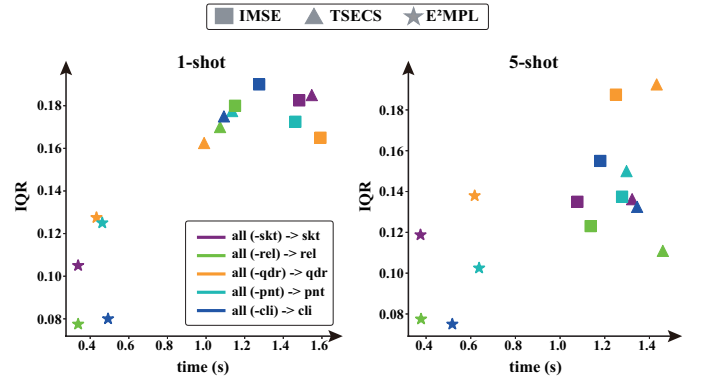 IMSE TSECS E²MPL
1-shot
5-shot
IQR
0.18
0.16
0.14
0.12
0.10
0.08
0.4 0.6 0.8 1.0 1.2 1.4 1.6
time (s)
all (-skt) -> skt
all (-rel) -> rel
all (-qdr) -> qdr
all (-pnt) -> pnt
all (-cli) -> cli
IQR
0.18
0.16
0.14
0.12
0.10
0.08
0.4 0.6 0.8 1.0 1.2 1.4
time (s)